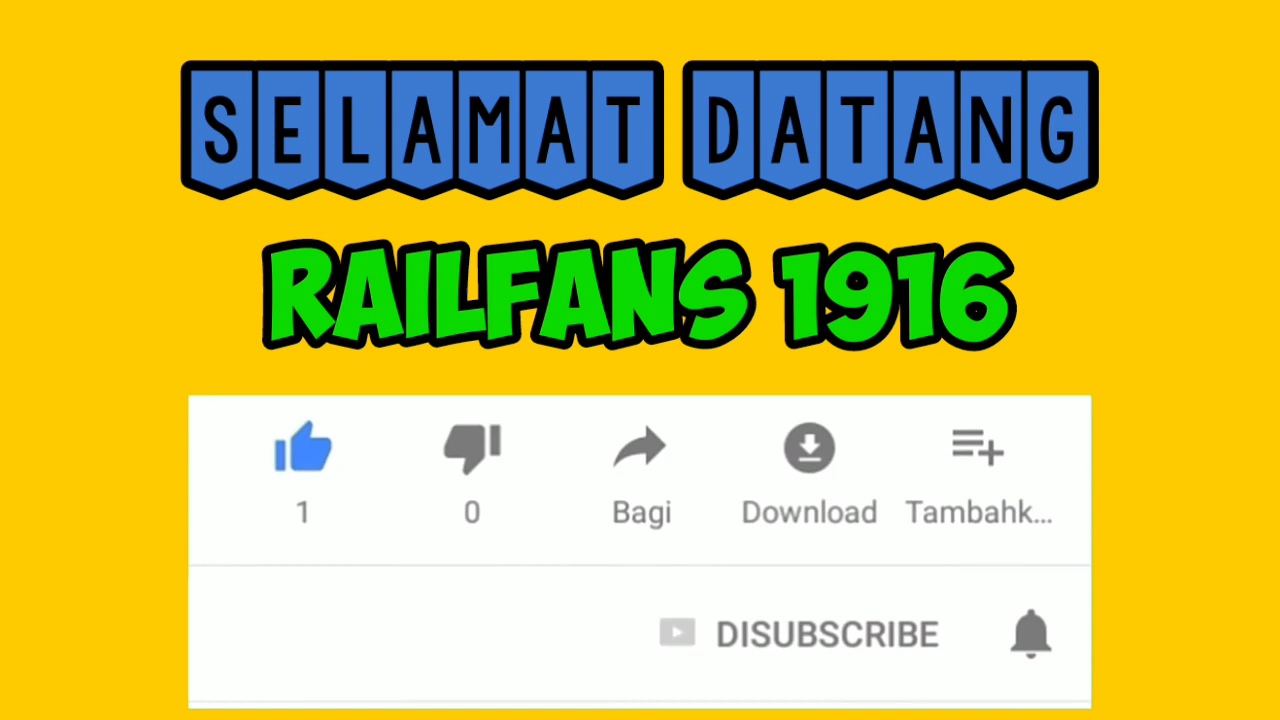 SELAMAT DATANG
RAILFANS 1916
1 0 Bagi Download Tambahk...
DISUBSCRIBE